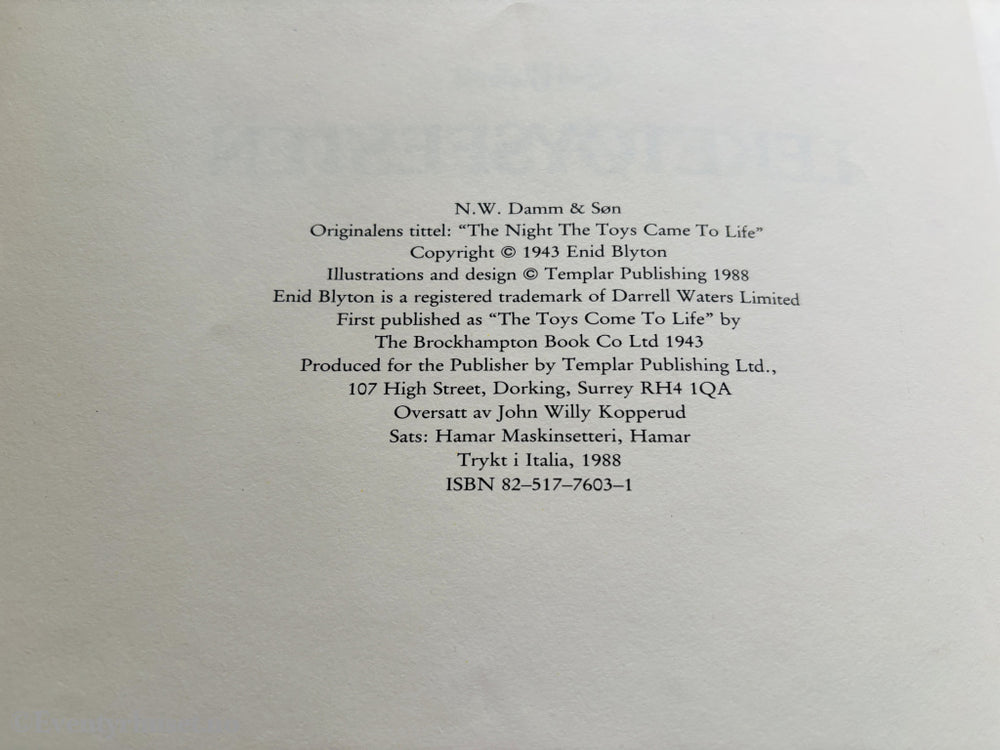 N.W. Damm & Søn
Originalens tittel: “The Night The Toys Came To Life”
Copyright © 1943 Enid Blyton
Illustrations and design © Templar Publishing 1988
Enid Blyton is a registered trademark of Darrell Waters Limited
First published as “The Toys Come To Life” by
The Brockhampton Book Co Ltd 1943
Produced for the Publisher by Templar Publishing Ltd.,
107 High Street, Dorking, Surrey RH4 1QA
Oversatt av John Willy Kopperud
Sats: Hamar Maskinsetteri, Hamar
Trykt i Italia, 1988
ISBN 82–517–7603–1